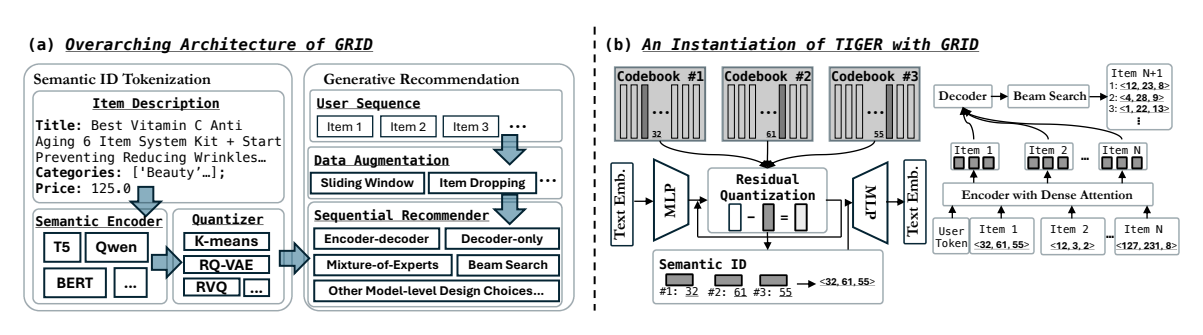 (a) Overarching Architecture of GRID
Semantic ID Tokenization
Item Description
Title: Best Vitamin C Anti
Aging 6 Item System Kit + Start
Preventing Reducing Wrinkles…
Categories: ['Beauty'…];
Price: 125.0
Semantic Encoder
T5
Qwen
BERT
...
Quantizer
K-means
RQ-VAE
RVQ
...
Generative Recommendation
User Sequence
Item 1
Item 2
Item 3
...
Data Augmentation
Sliding Window
Item Dropping
...
Sequential Recommender
Encoder-decoder
Decoder-only
Mixture-of-Experts
Beam Search
Other Model-level Design Choices...
(b) An Instantiation of TIGER with GRID
Codebook #1
...
32
Codebook #2
...
61
Codebook #3
...
55
Text Emb.
MLP
Residual
Quantization
− =
MLP
Text Emb.
Semantic ID
#1: 32
#2: 61
#3: 55
<32, 61, 55>
Decoder
Beam Search
Item N+1
1: <12, 23, 8>
2: <4, 28, 9>
3: <1, 22, 13>
⋮
Item 1
Item 2
...
Item N
Encoder with Dense Attention
User
Token
Item 1
<32, 61, 55>
Item 2
<12, 3, 2>
...
Item N
<127, 231, 8>